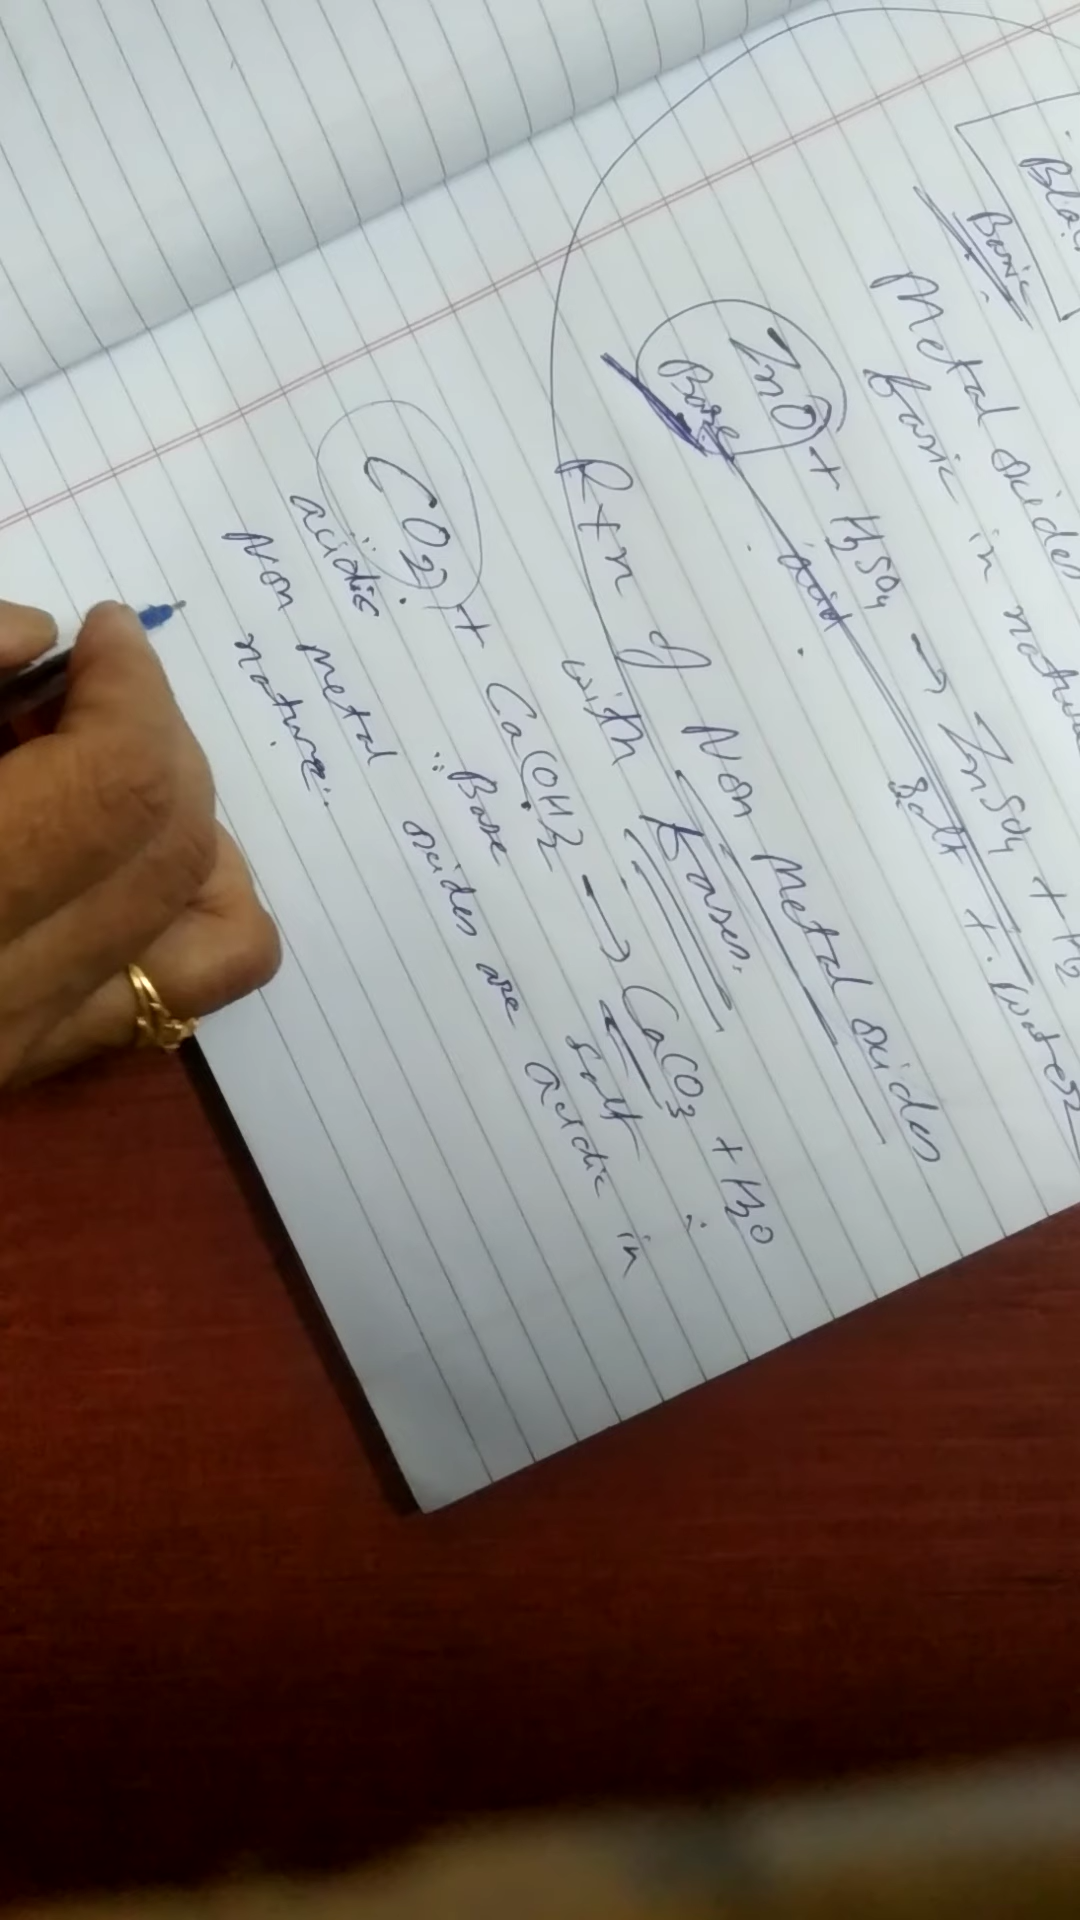 Basic
Metal oxides
basic in nature
ZnO + H2SO4 → ZnSO4 + H2
Base acid salt + water
Rtn of Non Metal oxides
with bases.
CO2 + Ca(OH)2 → CaCO3 + H2O
acidic Base salt
Non metal oxides are acidic in
nature.